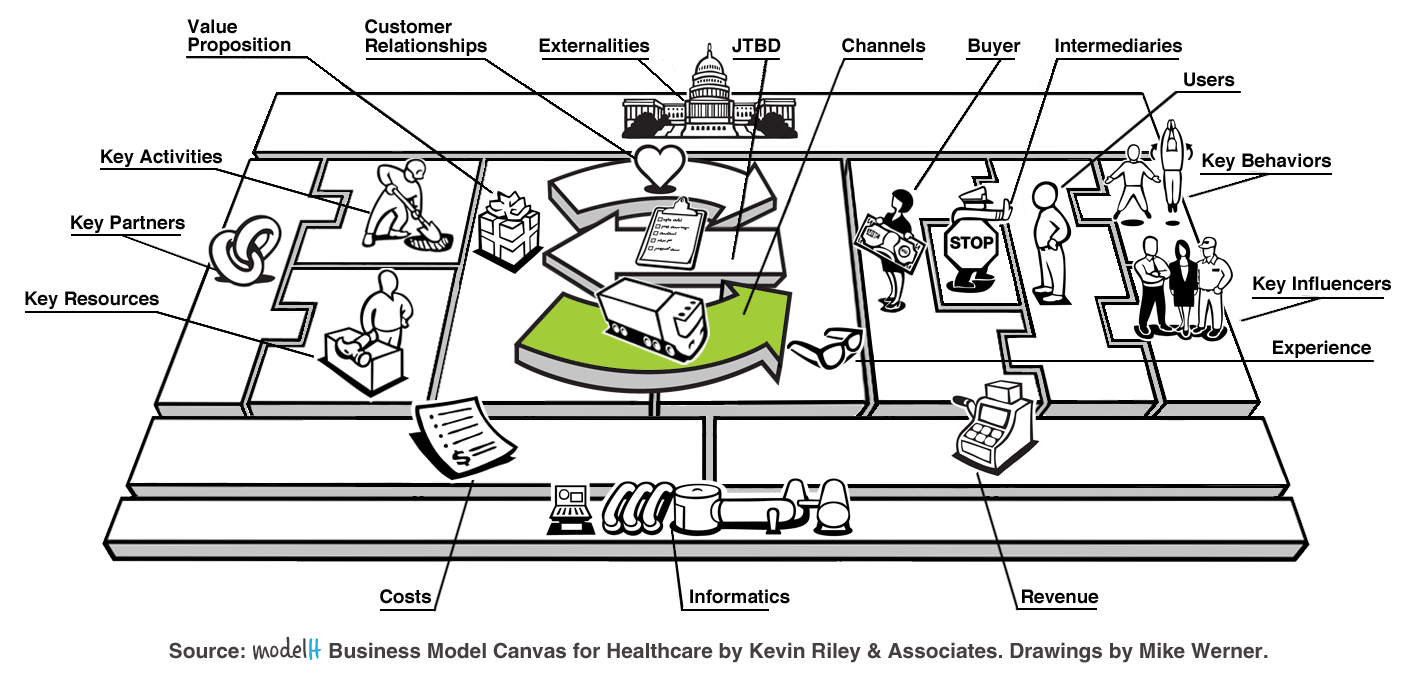 Value
Proposition
Customer
Relationships
Externalities
JTBD
Channels
Buyer
Intermediaries
Users
Key Activities
Key Behaviors
Key Partners
STOP
Key Resources
Key Influencers
Experience
$
Costs
Informatics
Revenue
Source: modelH Business Model Canvas for Healthcare by Kevin Riley & Associates. Drawings by Mike Werner.